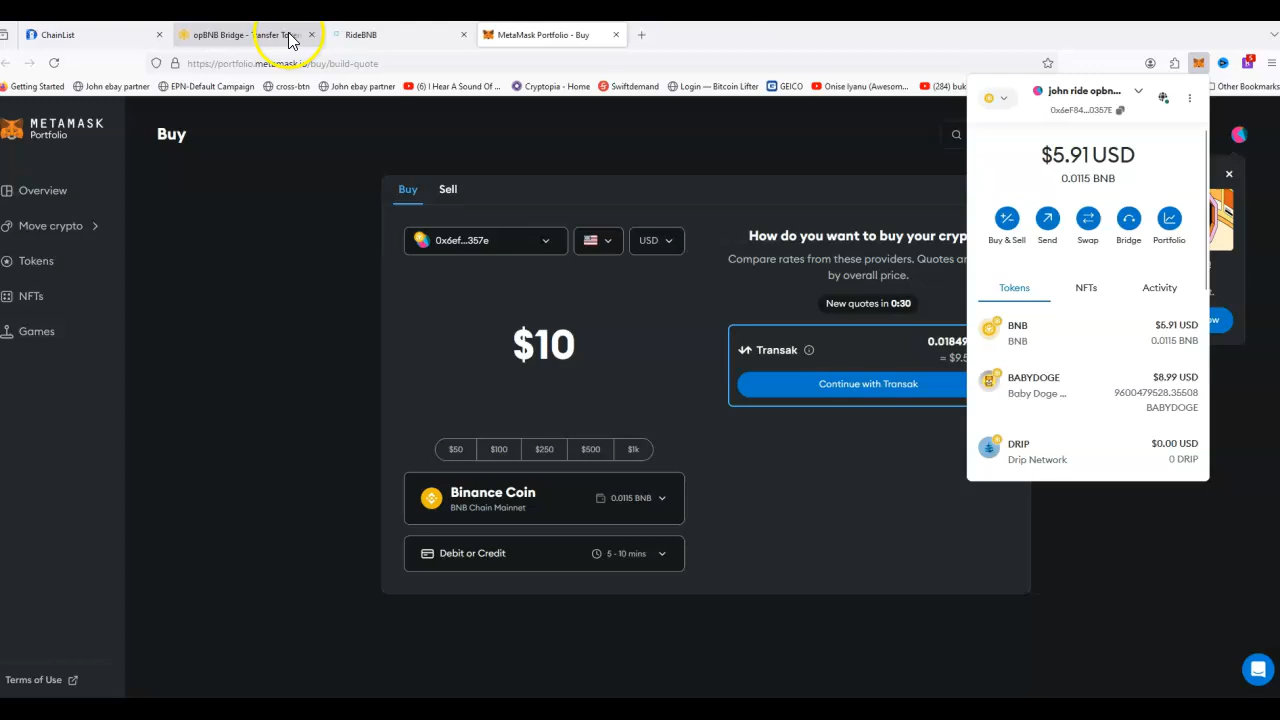 ChainList
opBNB Bridge - Transfer
RideBNB
MetaMask Portfolio - Buy
https://portfolio.metamask.io/buy/build-quote
5
Getting Started
John ebay partner
EPN-Default Campaign
cross-btn
John ebay partner
I Hear A Sound Of ...
Cryptopia - Home
Swiftdemand
Login — Bitcoin Lifter
GEICO
Onise Iyanu (Awesom...
(284) buk
Other Bookmarks
METAMASK
Portfolio
Buy
Overview
Move crypto
Tokens
NFTs
Games
Terms of Use
Buy
Sell
0x6ef...357e
USD
$10
$50
$100
$250
$500
$1k
Binance Coin
BNB Chain Mainnet
0.0115 BNB
Debit or Credit
5 - 10 mins
How do you want to buy your cryp
Compare rates from these providers. Quotes a
by overall price.
New quotes in 0:30
Transak
0.01849
= $9.5
Continue with Transak
john ride opbn...
0x6eF84...0357E
$5.91 USD
0.0115 BNB
Buy & Sell
Send
Swap
Bridge
Portfolio
Tokens
NFTs
Activity
BNB
$5.91 USD
BNB
0.0115 BNB
BABYDOGE
$8.99 USD
Baby Doge ...
9600479528.35508
BABYDOGE
DRIP
$0.00 USD
Drip Network
0 DRIP
ow